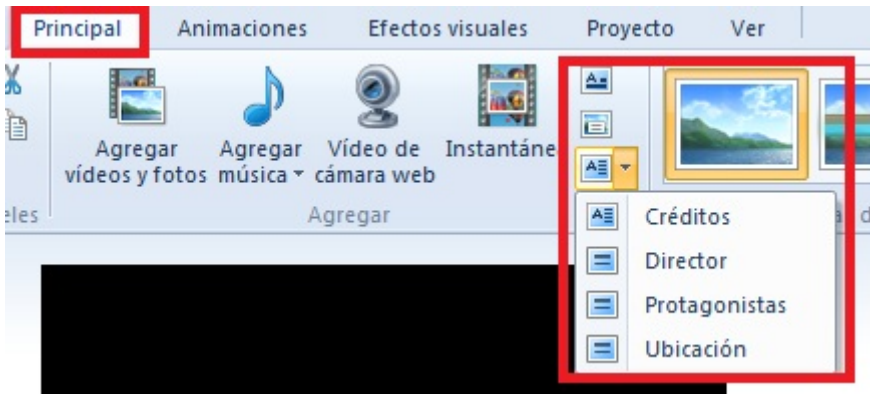 Principal Animaciones Efectos visuales Proyecto Ver
Agregar vídeos y fotos
Agregar música
Vídeo de cámara web
Instantáne
Agregar
Créditos
Director
Protagonistas
Ubicación